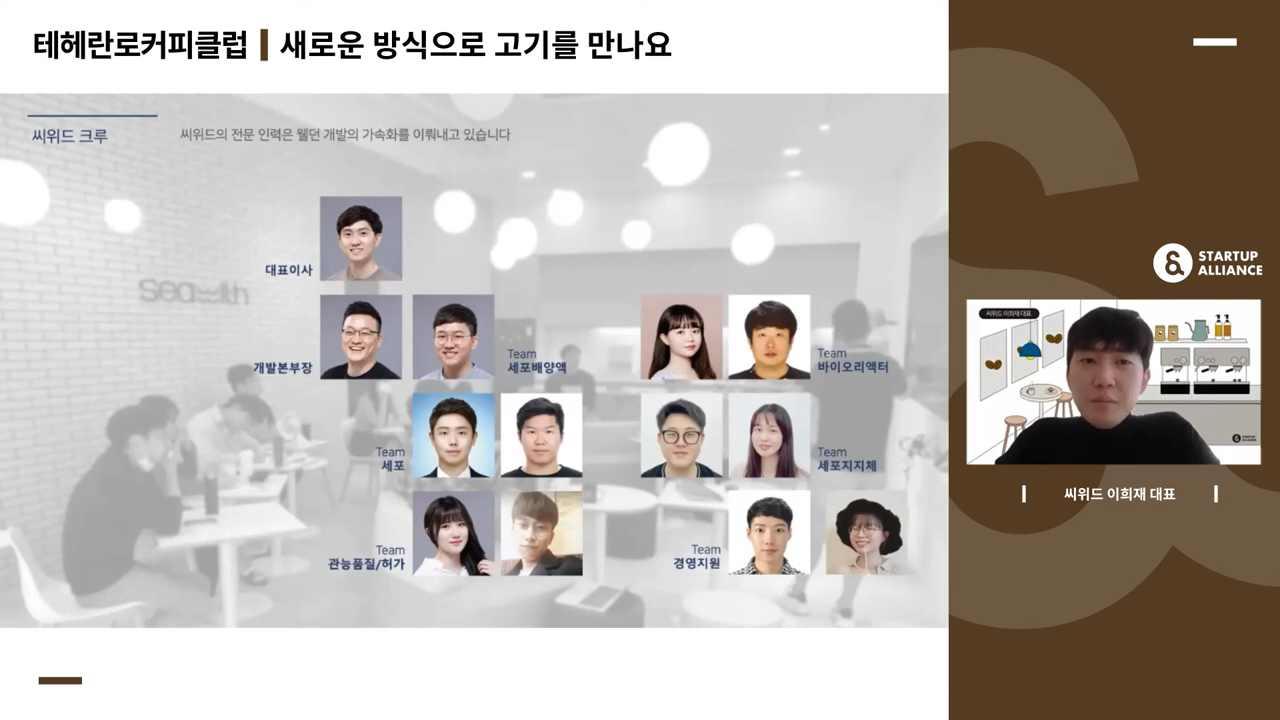 테헤란로커피클럽 | 새로운 방식으로 고기를 만나요
씨위드 크루
씨위드의 전문 인력은 웰던 개발의 가속화를 이뤄내고 있습니다
seawith
대표이사
개발본부장
Team
세포배양액
Team
바이오리액터
Team
세포
Team
세포지지체
Team
관능품질/허가
Team
경영지원
STARTUP
ALLIANCE
씨위드 이희재 대표
STARTUP
ALLIANCE
| 씨위드 이희재 대표 |